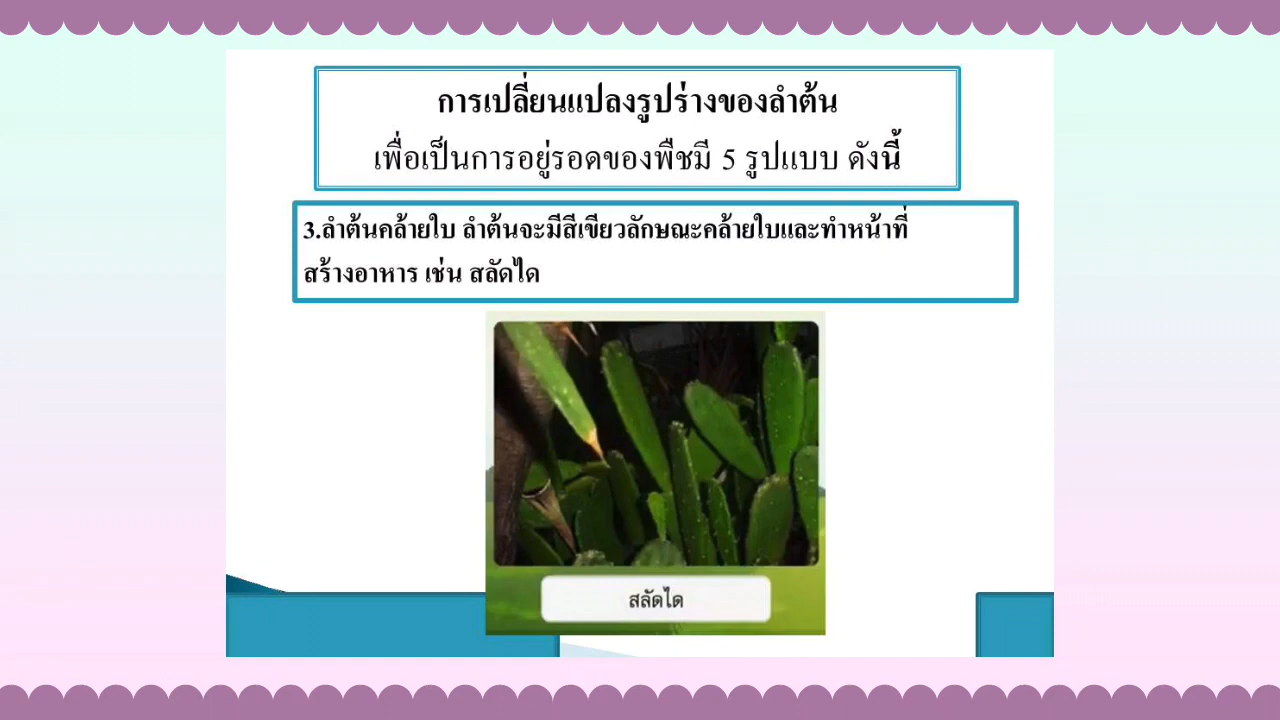 การเปลี่ยนแปลงรูปร่างของลำต้น
เพื่อเป็นการอยู่รอดของพืชมี 5 รูปแบบ ดังนี้
3.ลำต้นคล้ายใบ ลำต้นจะมีสีเขียวลักษณะคล้ายใบและทำหน้าที่
สร้างอาหาร เช่น สลัดได
สลัดได